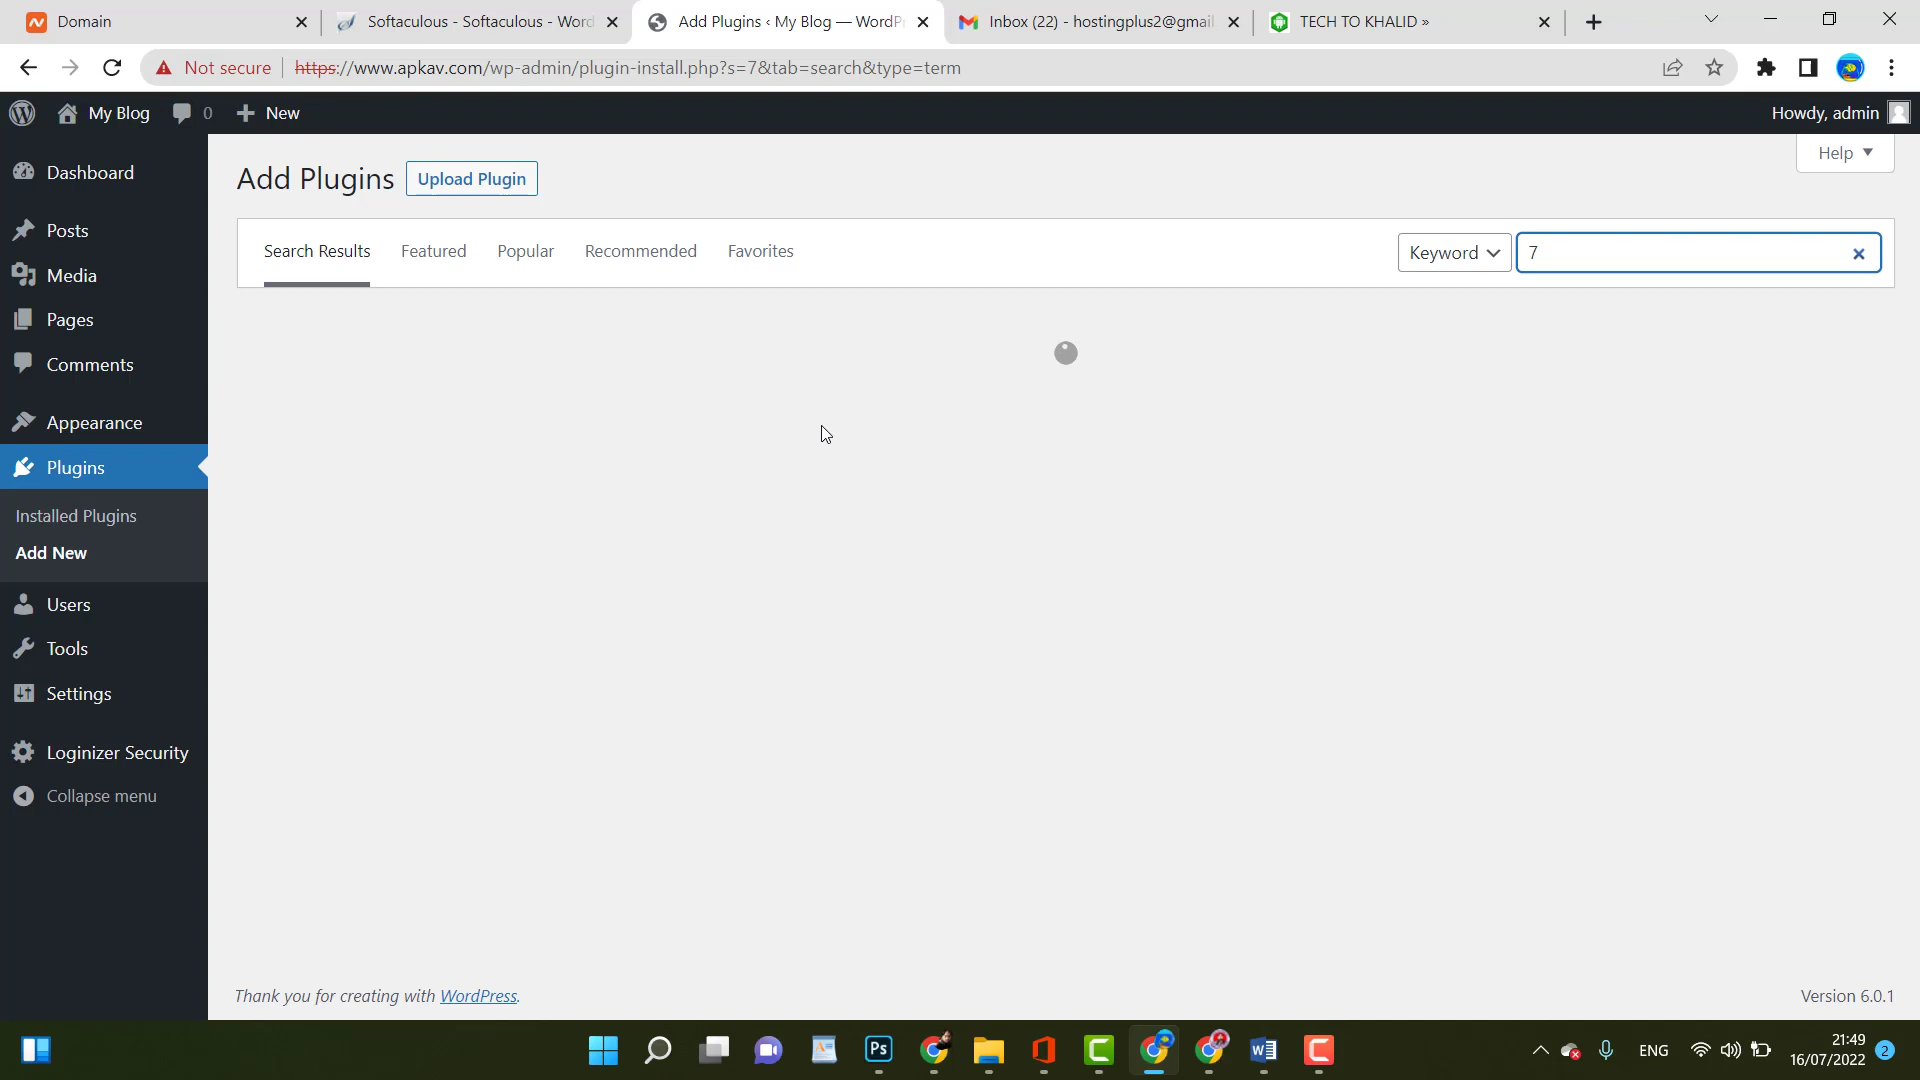 Domain
Softaculous - Softaculous - Word
Add Plugins ‹ My Blog — WordPr
Inbox (22) - hostingplus2@gmail
TECH TO KHALID »
Not secure
https://www.apkav.com/wp-admin/plugin-install.php?s=7&tab=search&type=term
My Blog
0
New
Howdy, admin
Dashboard
Posts
Media
Pages
Comments
Appearance
Plugins
Installed Plugins
Add New
Users
Tools
Settings
Loginizer Security
Collapse menu
Add Plugins
Upload Plugin
Help
Search Results
Featured
Popular
Recommended
Favorites
Keyword
7
Thank you for creating with WordPress.
Version 6.0.1
Ps
ENG
21:49
16/07/2022
2